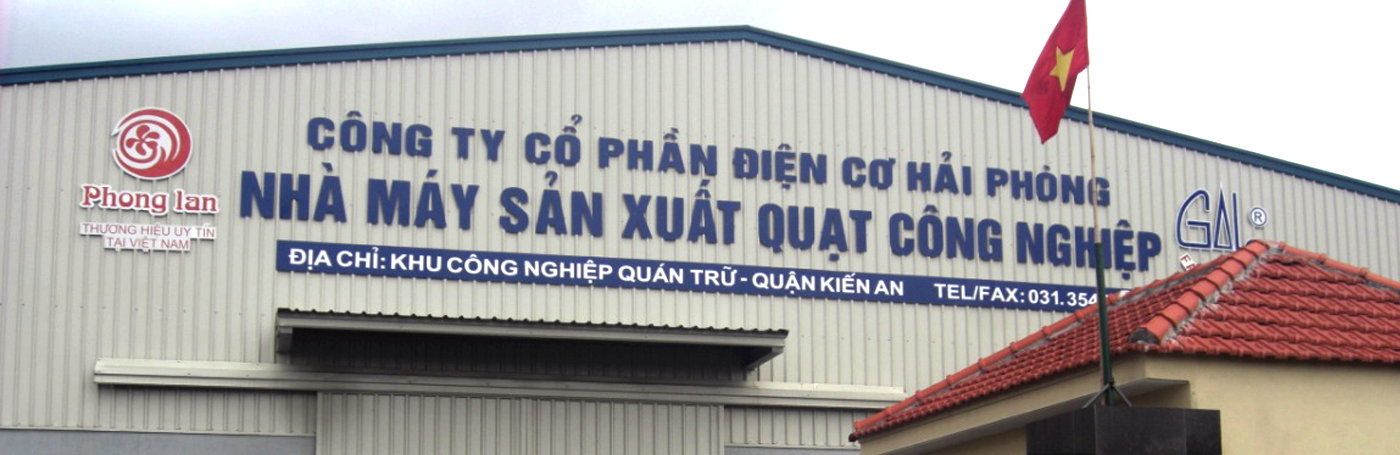 Phong lan
THƯƠNG HIỆU UY TÍN
TẠI VIỆT NAM
CÔNG TY CỔ PHẦN ĐIỆN CƠ HẢI PHÒNG
NHÀ MÁY SẢN XUẤT QUẠT CÔNG NGHIỆP
ĐỊA CHỈ: KHU CÔNG NGHIỆP QUÁN TRỮ - QUẬN KIẾN AN TEL/FAX: 031.354
GALI ®